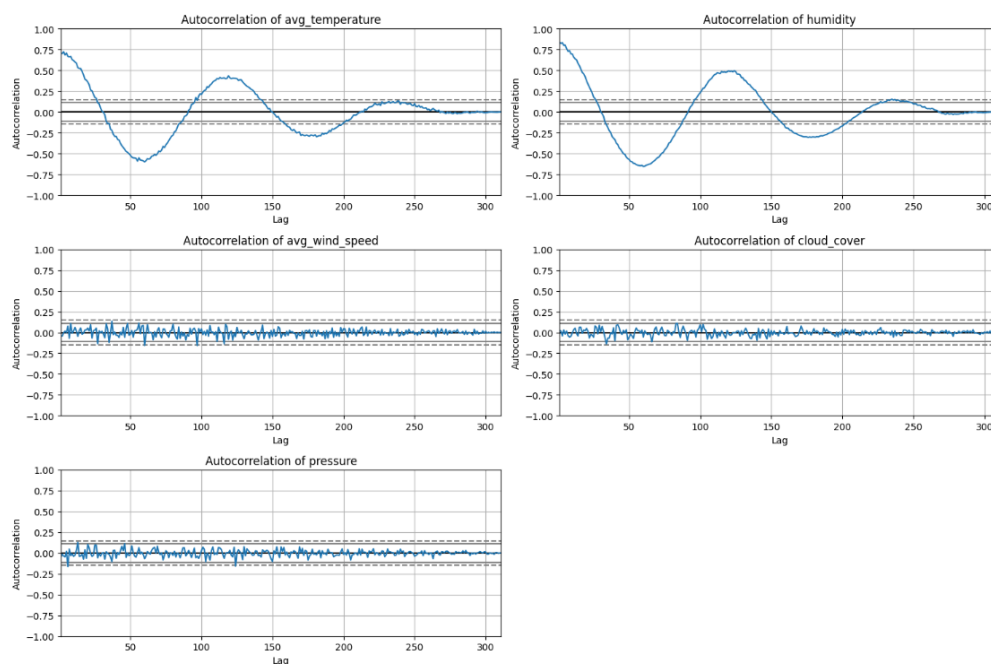 Autocorrelation of avg_temperature
1.00
0.75
0.50
0.25
0.00
−0.25
−0.50
−0.75
−1.00
Autocorrelation
50 100 150 200 250 300
Lag
Autocorrelation of humidity
1.00
0.75
0.50
0.25
0.00
−0.25
−0.50
−0.75
−1.00
Autocorrelation
50 100 150 200 250 300
Lag
Autocorrelation of avg_wind_speed
1.00
0.75
0.50
0.25
0.00
−0.25
−0.50
−0.75
−1.00
Autocorrelation
50 100 150 200 250 300
Lag
Autocorrelation of cloud_cover
1.00
0.75
0.50
0.25
0.00
−0.25
−0.50
−0.75
−1.00
Autocorrelation
50 100 150 200 250 300
Lag
Autocorrelation of pressure
1.00
0.75
0.50
0.25
0.00
−0.25
−0.50
−0.75
−1.00
Autocorrelation
50 100 150 200 250 300
Lag